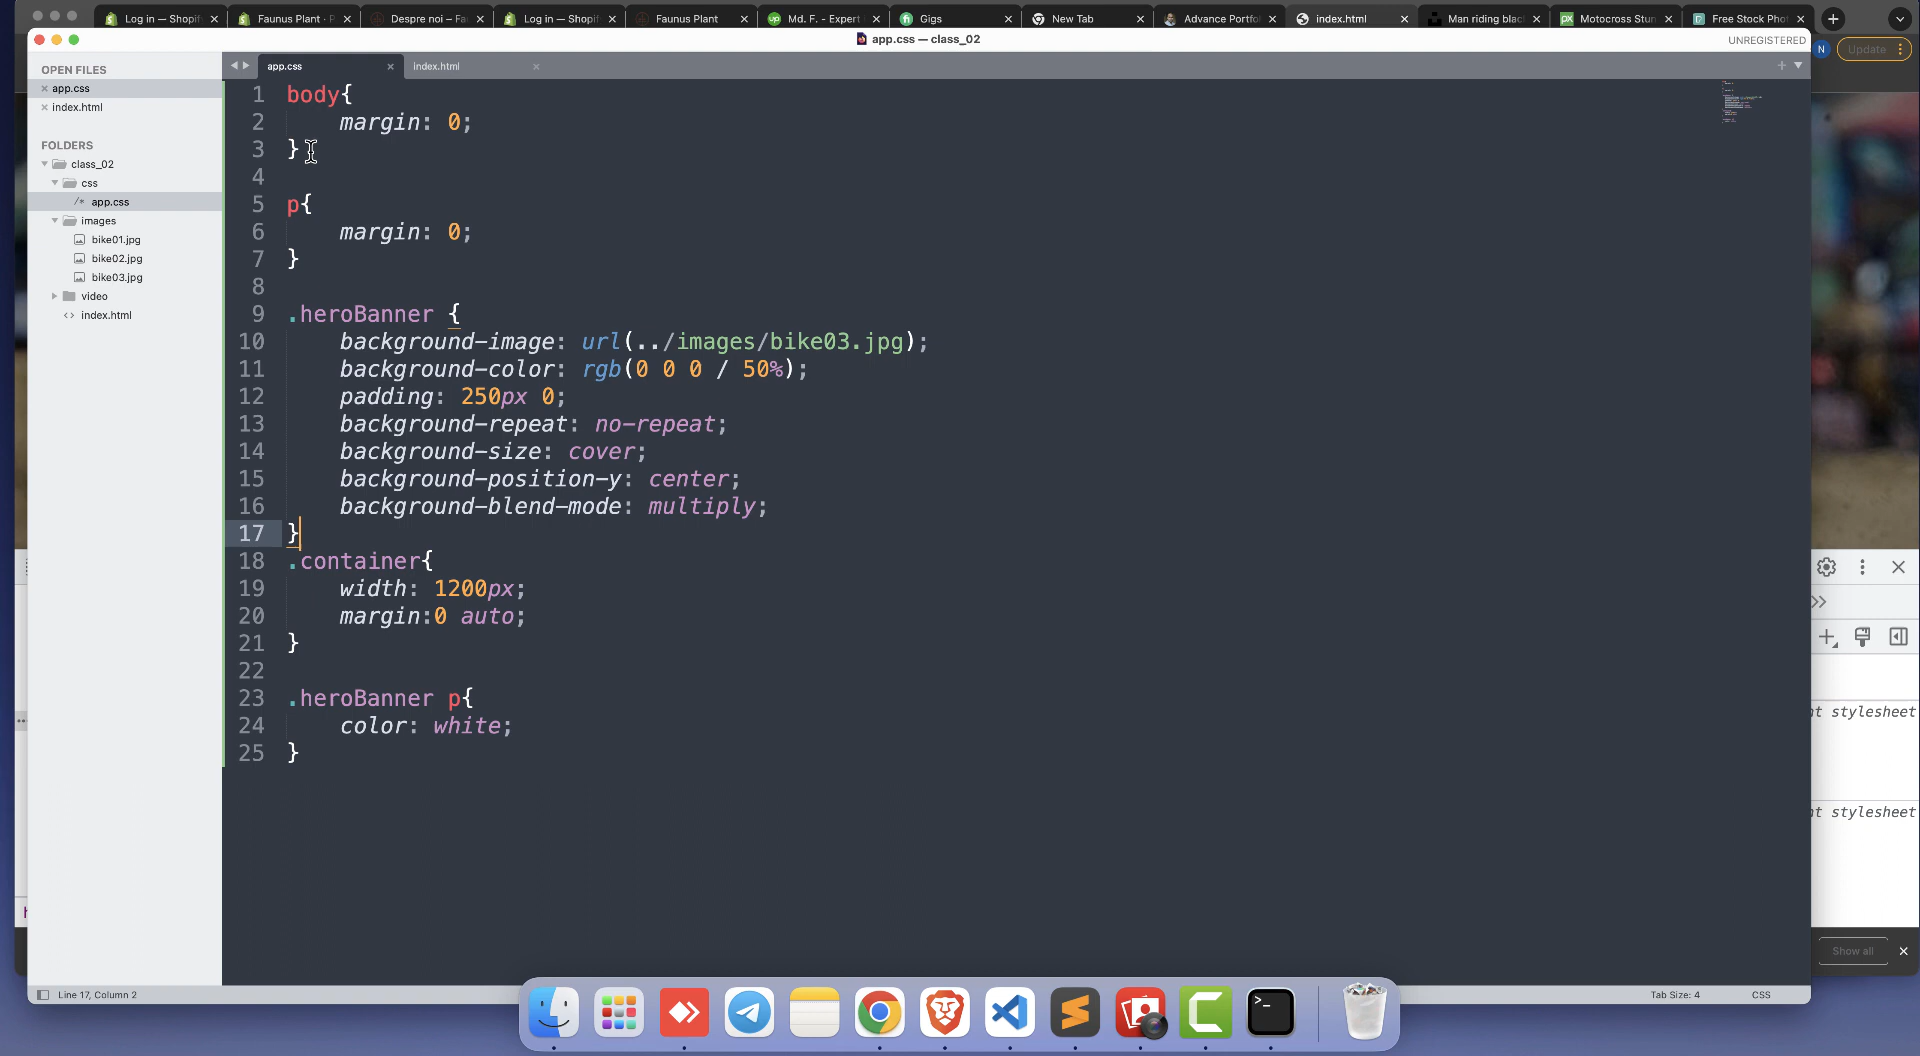 Log in — Shopif
Faunus Plant · P
Despre noi – Fa
Log in — Shopif
Faunus Plant
Md. F. - Expert
Gigs
New Tab
Advance Portfo
index.html
Man riding blac
Motocross Stun
Free Stock Pho
app.css — class_02
UNREGISTERED
N
Update
OPEN FILES
app.css
index.html
FOLDERS
class_02
css
/* app.css
images
bike01.jpg
bike02.jpg
bike03.jpg
video
<> index.html
app.css
index.html
1 body{
2 margin: 0;
3 }
4
5 p{
6 margin: 0;
7 }
8
9 .heroBanner {
10 background-image: url(../images/bike03.jpg);
11 background-color: rgb(0 0 0 / 50%);
12 padding: 250px 0;
13 background-repeat: no-repeat;
14 background-size: cover;
15 background-position-y: center;
16 background-blend-mode: multiply;
17 }
18 .container{
19 width: 1200px;
20 margin:0 auto;
21 }
22
23 .heroBanner p{
24 color: white;
25 }
nt stylesheet
nt stylesheet
Show all
Line 17, Column 2
Tab Size: 4
CSS